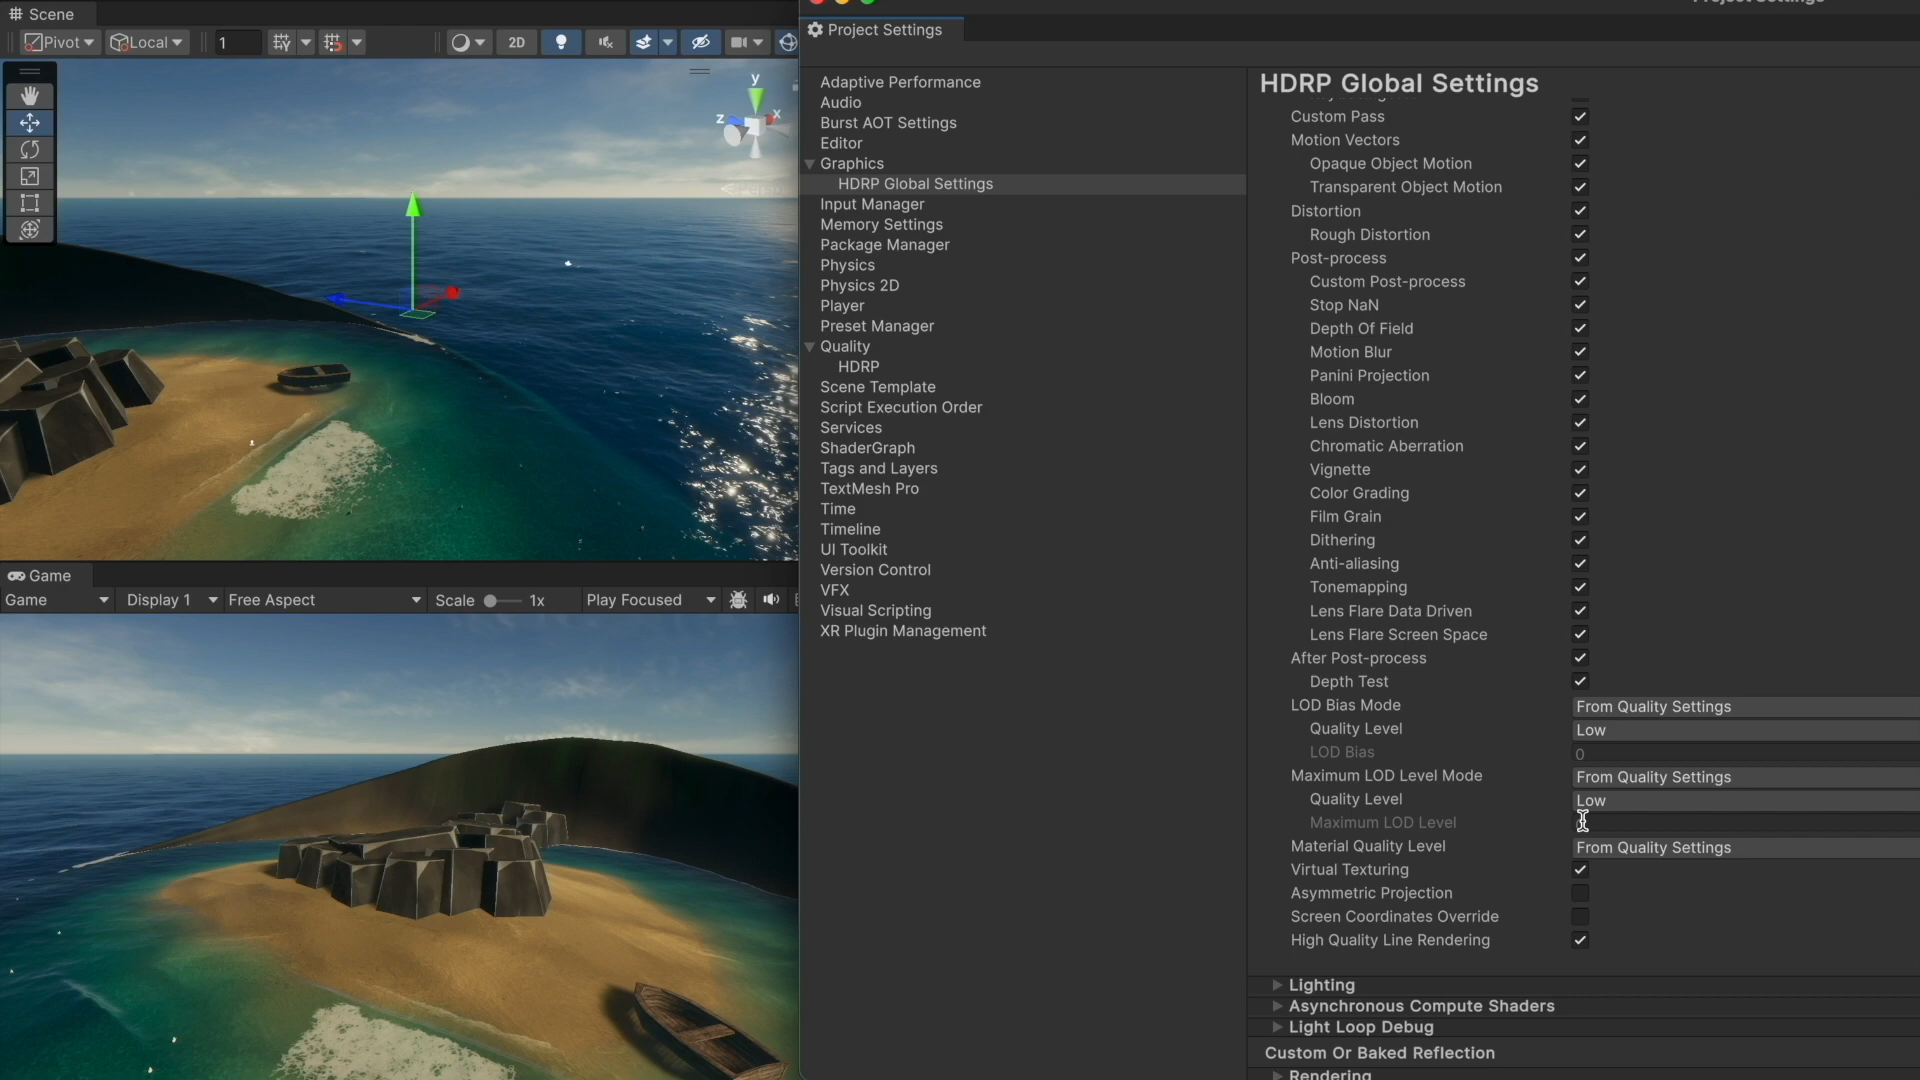 Scene
Pivot
Local
1
2D
y
x
z
Persp
Game
Game
Display 1
Free Aspect
Scale
1x
Play Focused
Project Settings
Project Settings
Adaptive Performance
Audio
Burst AOT Settings
Editor
Graphics
HDRP Global Settings
Input Manager
Memory Settings
Package Manager
Physics
Physics 2D
Player
Preset Manager
Quality
HDRP
Scene Template
Script Execution Order
Services
ShaderGraph
Tags and Layers
TextMesh Pro
Time
Timeline
UI Toolkit
Version Control
VFX
Visual Scripting
XR Plugin Management
HDRP Global Settings
Custom Pass
Motion Vectors
Opaque Object Motion
Transparent Object Motion
Distortion
Rough Distortion
Post-process
Custom Post-process
Stop NaN
Depth Of Field
Motion Blur
Panini Projection
Bloom
Lens Distortion
Chromatic Aberration
Vignette
Color Grading
Film Grain
Dithering
Anti-aliasing
Tonemapping
Lens Flare Data Driven
Lens Flare Screen Space
After Post-process
Depth Test
LOD Bias Mode From Quality Settings
Quality Level Low
LOD Bias 0
Maximum LOD Level Mode From Quality Settings
Quality Level Low
Maximum LOD Level
Material Quality Level From Quality Settings
Virtual Texturing
Asymmetric Projection
Screen Coordinates Override
High Quality Line Rendering
Lighting
Asynchronous Compute Shaders
Light Loop Debug
Custom Or Baked Reflection
Rendering